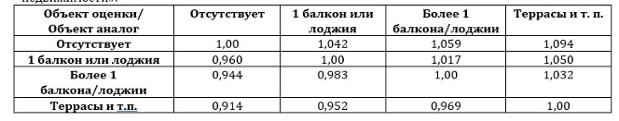 недвижимости».
Объект оценки/ Отсутствует 1 балкон или Более 1 Террасы и т. п.
Объект аналог лоджия балкона/лоджии
Отсутствует 1,00 1,042 1,059 1,094
1 балкон или лоджия 0,960 1,00 1,017 1,050
Более 1 0,944 0,983 1,00 1,032
балкона/лоджии
Террасы и т.п. 0,914 0,952 0,969 1,00